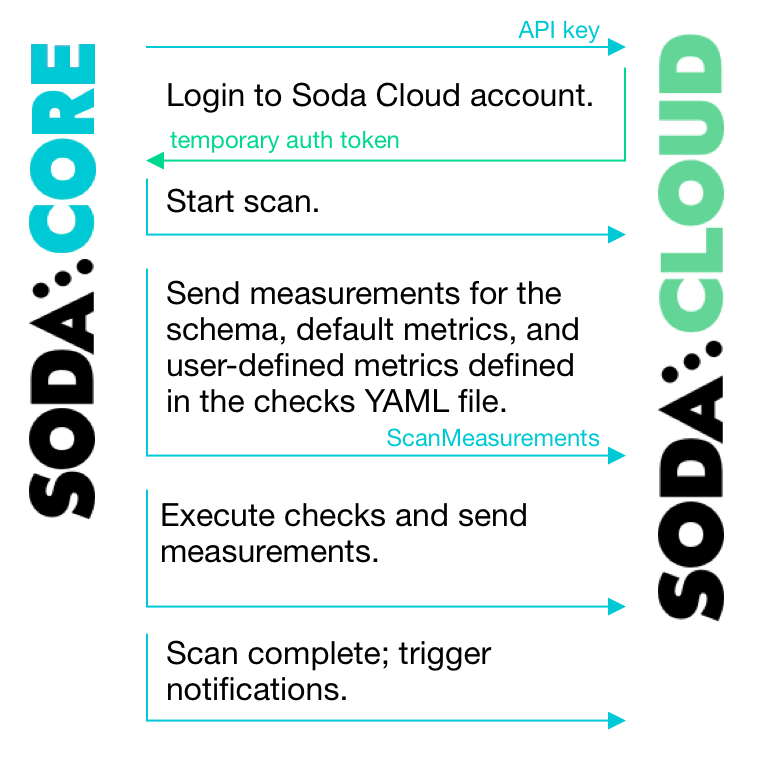 API key
SODA CORE
SODA CLOUD
Login to Soda Cloud account.
temporary auth token
Start scan.
Send measurements for the
schema, default metrics, and
user-defined metrics defined
in the checks YAML file.
ScanMeasurements
Execute checks and send
measurements.
Scan complete; trigger
notifications.